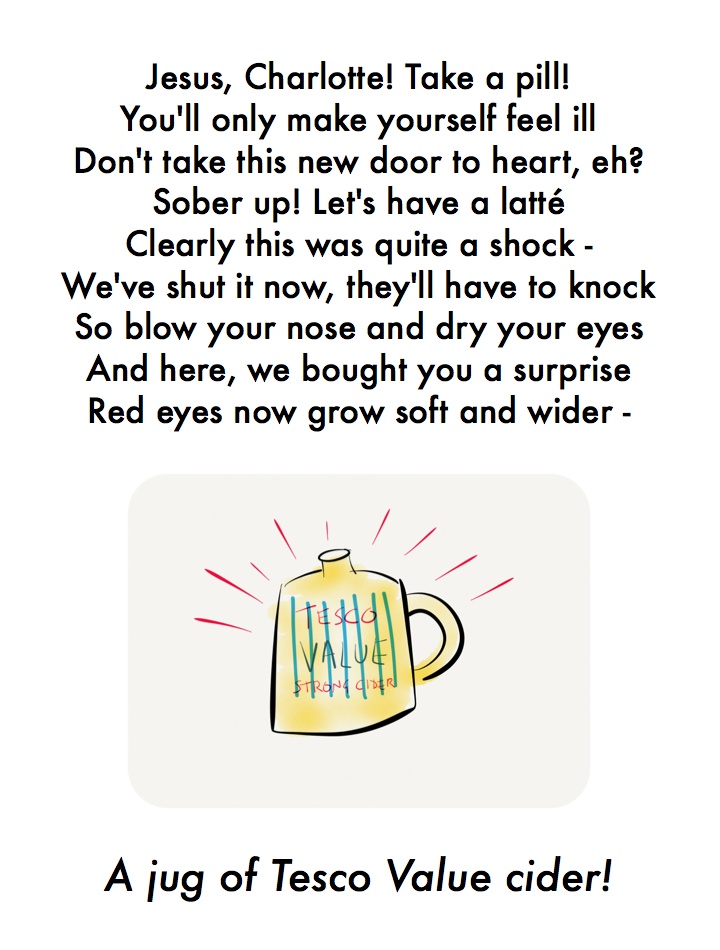 Jesus, Charlotte! Take a pill!
You'll only make yourself feel ill
Don't take this new door to heart, eh?
Sober up! Let's have a latté
Clearly this was quite a shock -
We've shut it now, they'll have to knock
So blow your nose and dry your eyes
And here, we bought you a surprise
Red eyes now grow soft and wider -
TESCO
VALUE
STRONG CIDER
A jug of Tesco Value cider!